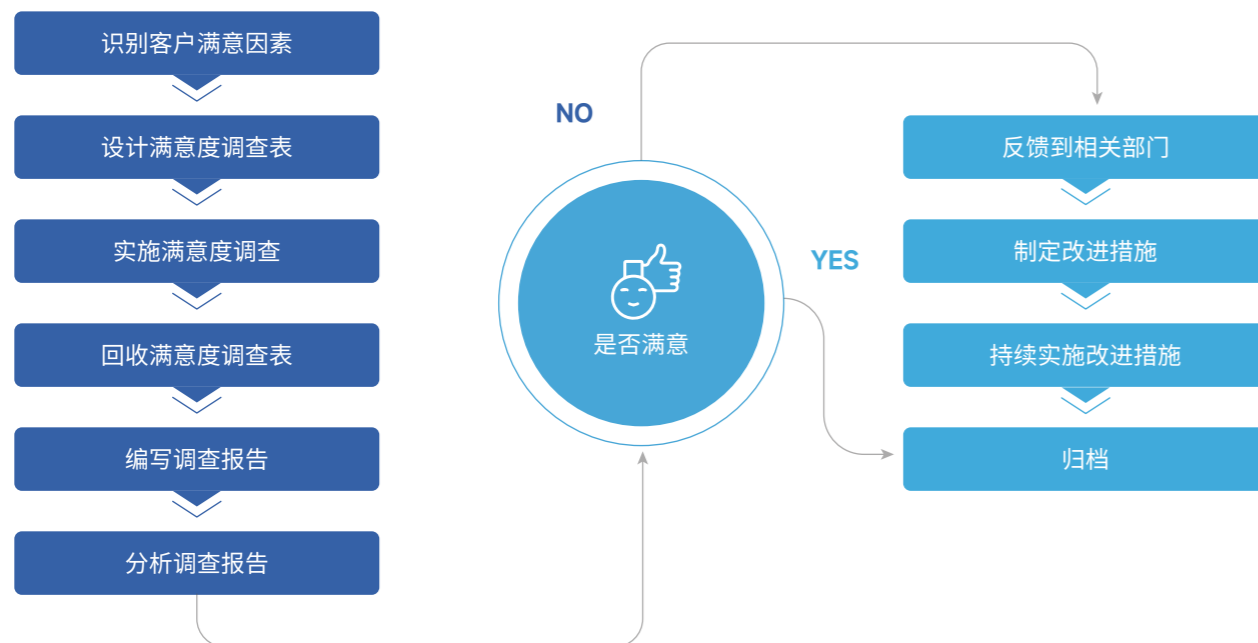 识别客户满意因素
设计满意度调查表
实施满意度调查
回收满意度调查表
编写调查报告
分析调查报告
NO
是否满意
YES
反馈到相关部门
制定改进措施
持续实施改进措施
归档